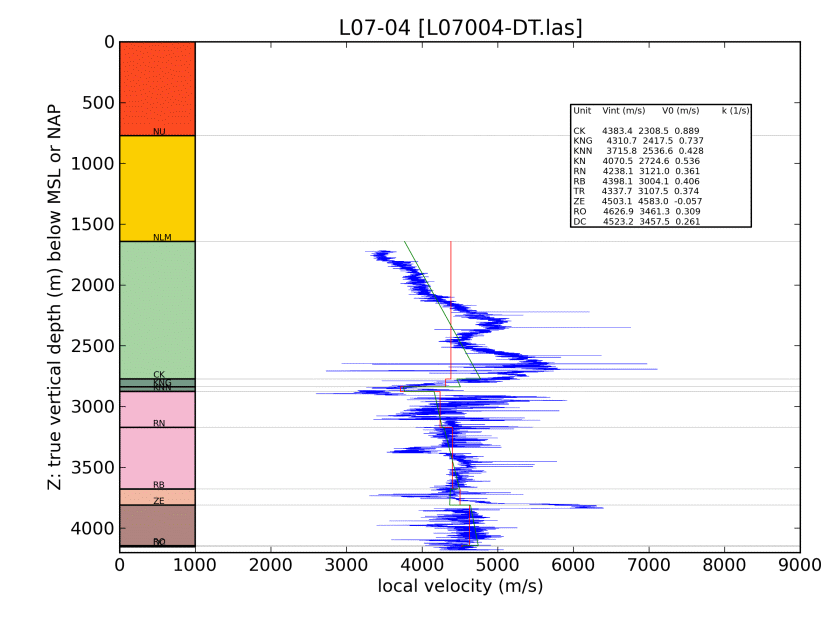 L07-04 [L07004-DT.las]
Z: true vertical depth (m) below MSL or NAP
0
500
1000
1500
2000
2500
3000
3500
4000
NU
NLM
CK
KNG
KNN
RN
RB
ZE
RO
Unit Vint (m/s) V0 (m/s) k (1/s)
CK 4383.4 2308.5 0.889
KNG 4310.7 2417.5 0.737
KNN 3715.8 2536.6 0.428
KN 4070.5 2724.6 0.536
RN 4238.1 3121.0 0.361
RB 4398.1 3004.1 0.406
TR 4337.7 3107.5 0.374
ZE 4503.1 4583.0 -0.057
RO 4626.9 3461.3 0.309
DC 4523.2 3457.5 0.261
0 1000 2000 3000 4000 5000 6000 7000 8000 9000
local velocity (m/s)